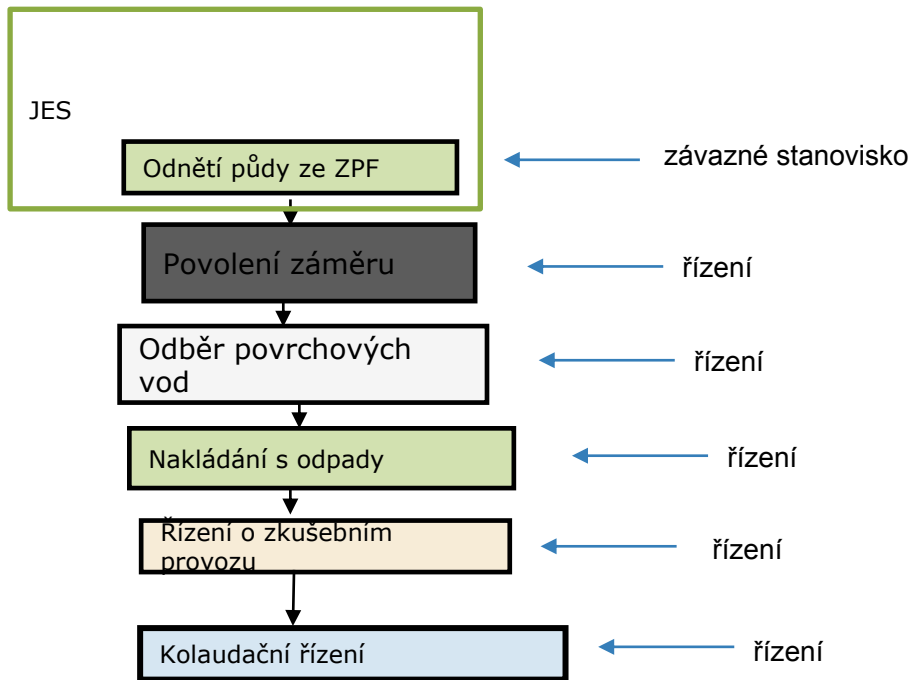 JES
Odnětí půdy ze ZPF
závazné stanovisko
Povolení záměru
řízení
Odběr povrchových
vod
řízení
Nakládání s odpady
řízení
Řízení o zkušebním
provozu
řízení
Kolaudační řízení
řízení